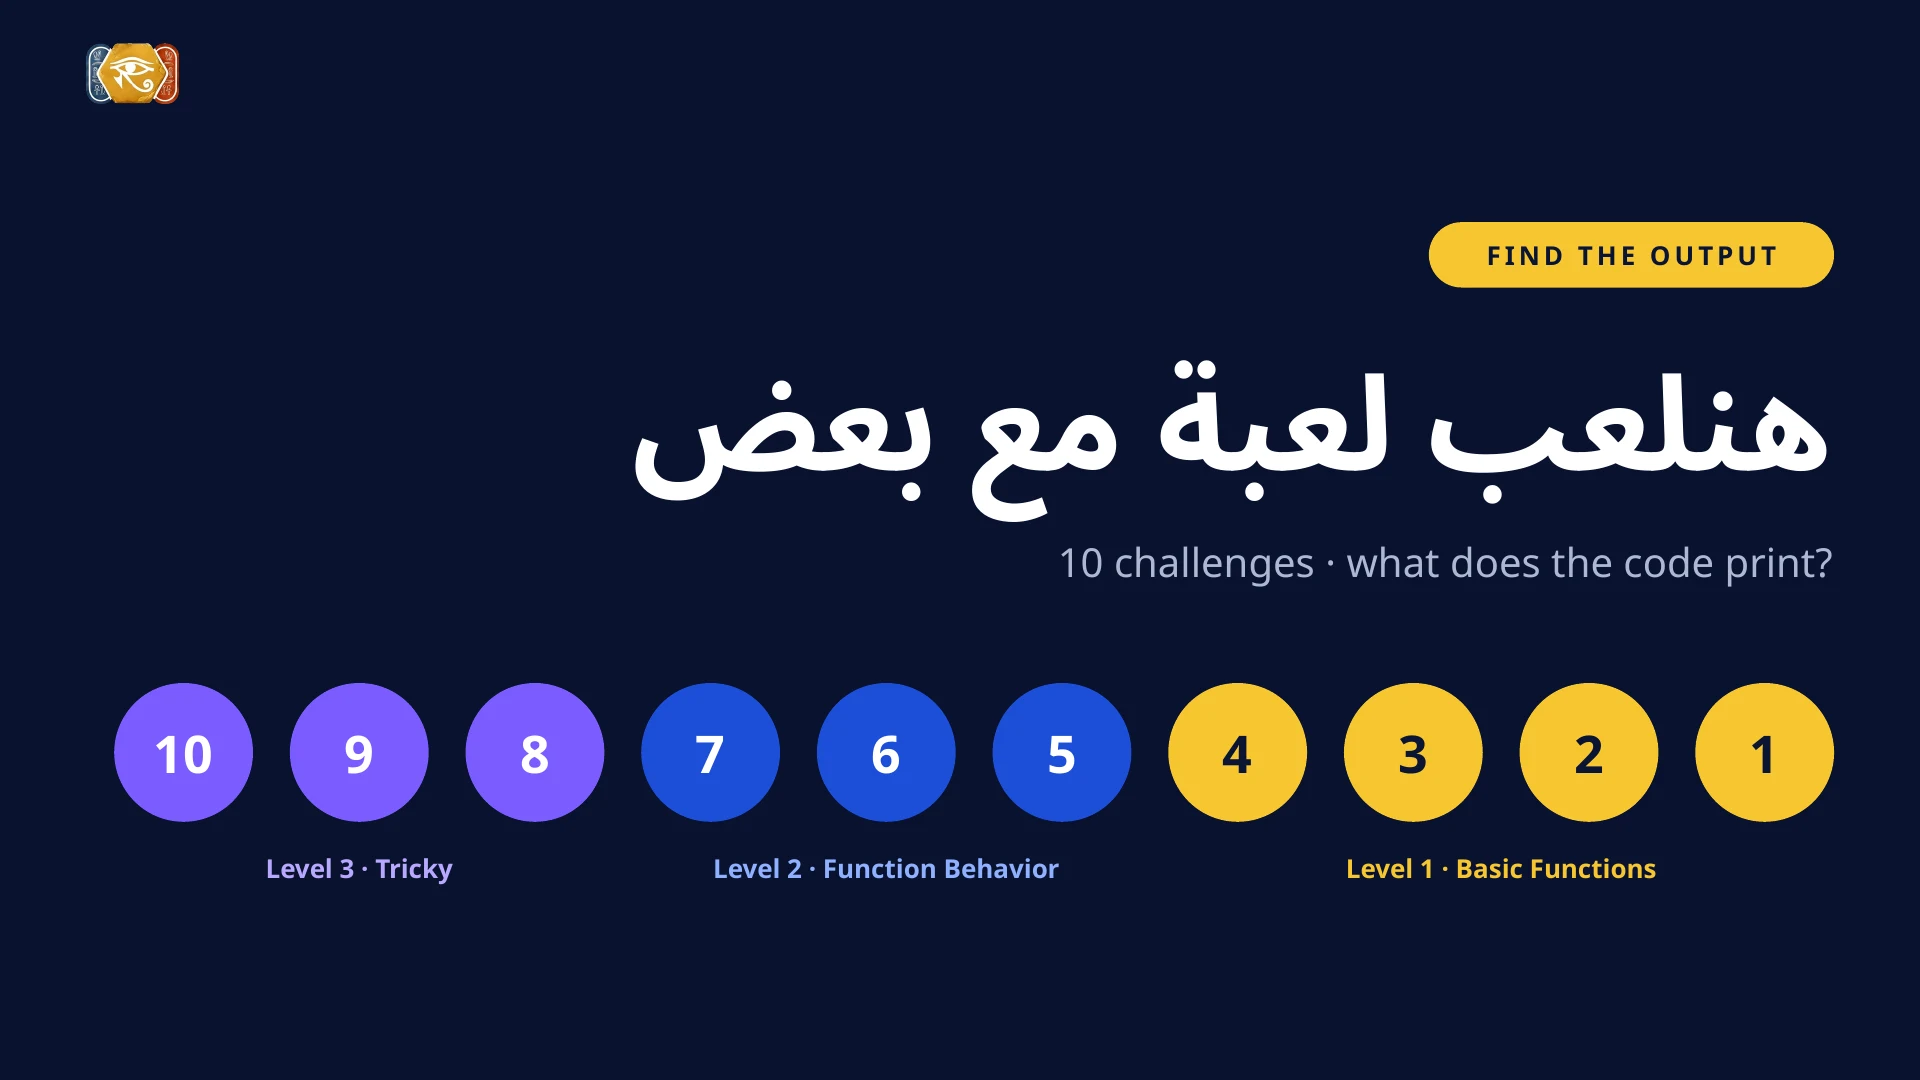 FIND THE OUTPUT
هنلعب لعبة مع بعض
10 challenges · what does the code print?
1 2 3 4 5 6 7 8 9 10
Level 1 · Basic Functions
Level 2 · Function Behavior
Level 3 · Tricky